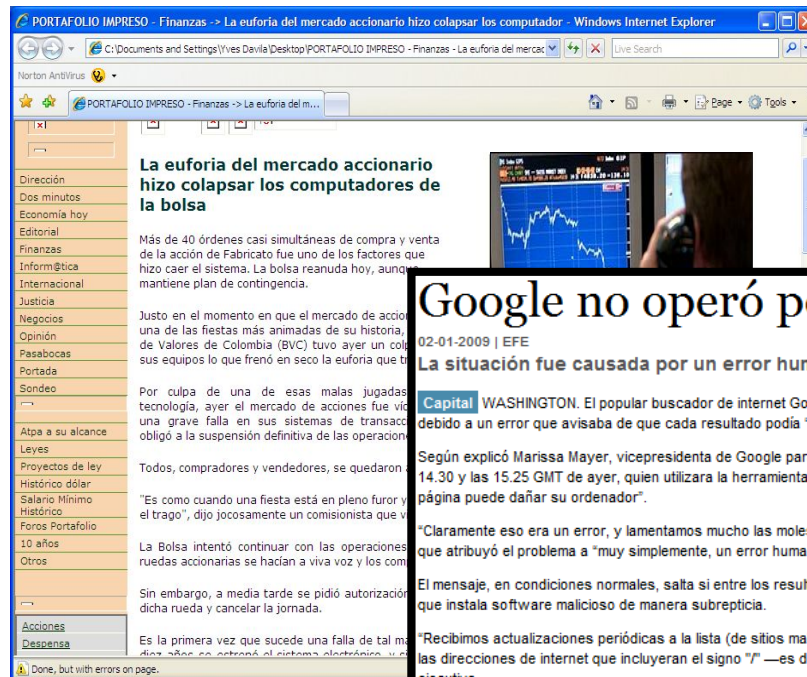 PORTAFOLIO IMPRESO - Finanzas -> La euforia del mercado accionario hizo colapsar los computador - Windows Internet Explorer
C:\Documents and Settings\Yves Davila\Desktop\PORTAFOLIO IMPRESO - Finanzas - La euforia del mercac
Live Search
Norton AntiVirus
PORTAFOLIO IMPRESO - Finanzas -> La euforia del m...
Page
Tools
Dirección
Dos minutos
Economía hoy
Editorial
Finanzas
Inform@tica
Internacional
Justicia
Negocios
Opinión
Pasabocas
Portada
Sondeo
Atpa a su alcance
Leyes
Proyectos de ley
Histórico dólar
Salario Mínimo
Histórico
Foros Portafolio
10 años
Otros
Acciones
Despensa
La euforia del mercado accionario
hizo colapsar los computadores de
la bolsa
Más de 40 órdenes casi simultáneas de compra y venta
de la acción de Fabricato fue uno de los factores que
hizo caer el sistema. La bolsa reanuda hoy, aunque
mantiene plan de contingencia.
Justo en el momento en que el mercado de accio
una de las fiestas más animadas de su historia,
de Valores de Colombia (BVC) tuvo ayer un col
sus equipos lo que frenó en seco la euforia que t
Por culpa de una de esas malas jugadas
tecnología, ayer el mercado de acciones fue víc
una grave falla en sus sistemas de transacc
obligó a la suspensión definitiva de las operacion
Todos, compradores y vendedores, se quedaron
"Es como cuando una fiesta está en pleno furor y
el trago", dijo jocosamente un comisionista que v
La Bolsa intentó continuar con las operaciones
ruedas accionarias se hacían a viva voz y los com
Sin embargo, a media tarde se pidió autorización
dicha rueda y cancelar la jornada.
Es la primera vez que sucede una falla de tal ma
diez años se estrenó el sistema electrónico, y si
Done, but with errors on page.
Google no operó p
02-01-2009 | EFE
La situación fue causada por un error hum
Capital WASHINGTON. El popular buscador de internet Go
debido a un error que avisaba de que cada resultado podía "
Según explicó Marissa Mayer, vicepresidenta de Google par
14.30 y las 15.25 GMT de ayer, quien utilizara la herramienta
página puede dañar su ordenador".
"Claramente eso era un error, y lamentamos mucho las moles
que atribuyó el problema a "muy simplemente, un error huma
El mensaje, en condiciones normales, salta si entre los resul
que instala software malicioso de manera subrepticia.
"Recibimos actualizaciones periódicas a la lista (de sitios ma
las direcciones de internet que incluyeran el signo "/" —es d